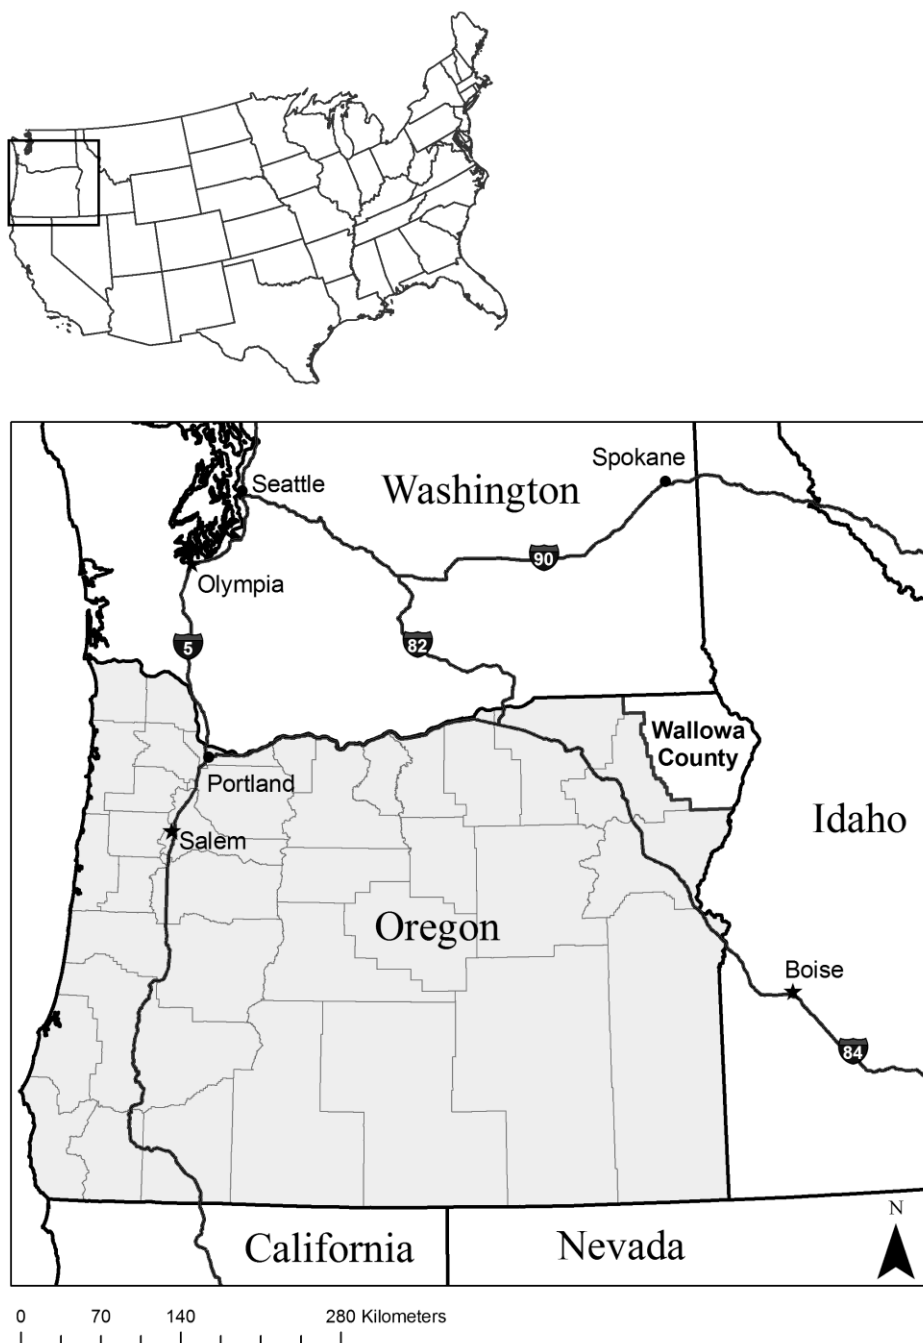 Seattle
Washington
Spokane
90
Olympia
5
82
Wallowa
County
Portland
Idaho
Salem
Oregon
Boise
84
California
Nevada
N
0 70 140 280 Kilometers